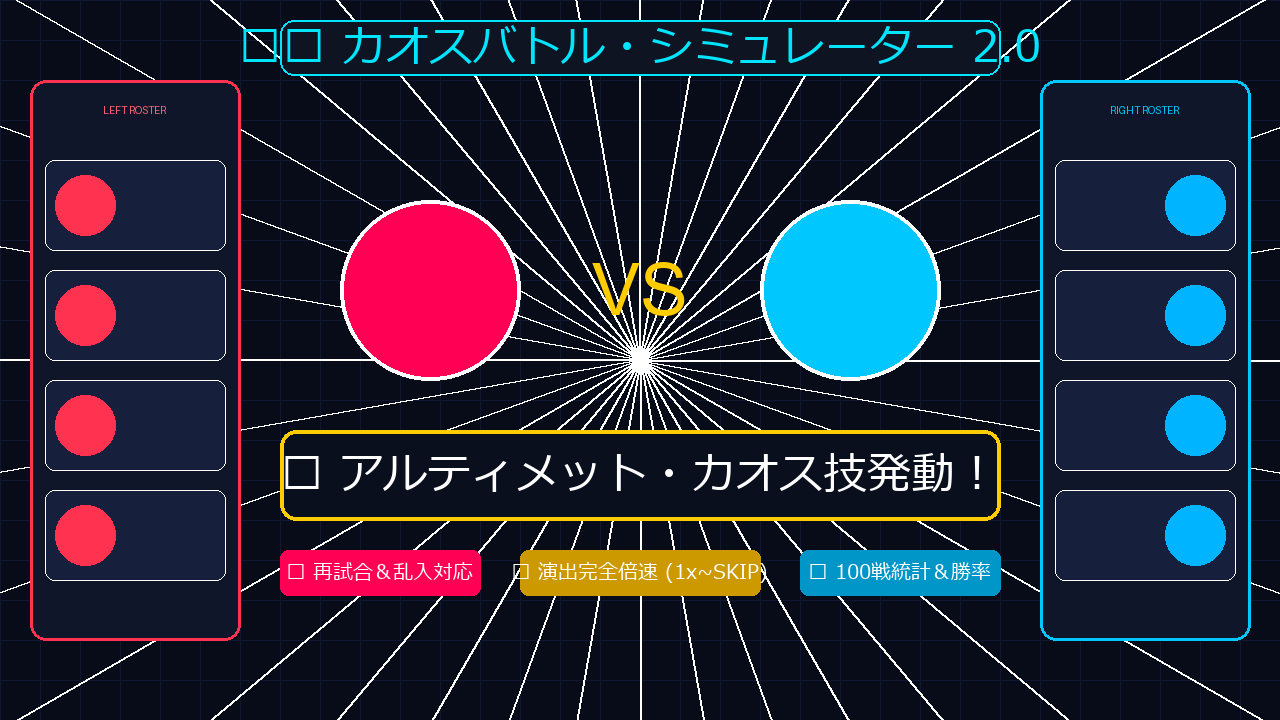 □□ カオスバトル・シミュレーター 2.0
LEFT ROSTER
RIGHT ROSTER
VS
□ アルティメット・カオス技発動！
□ 再試合＆乱入対応
□ 演出完全倍速 (1x~SKIP)
□ 100戦統計＆勝率